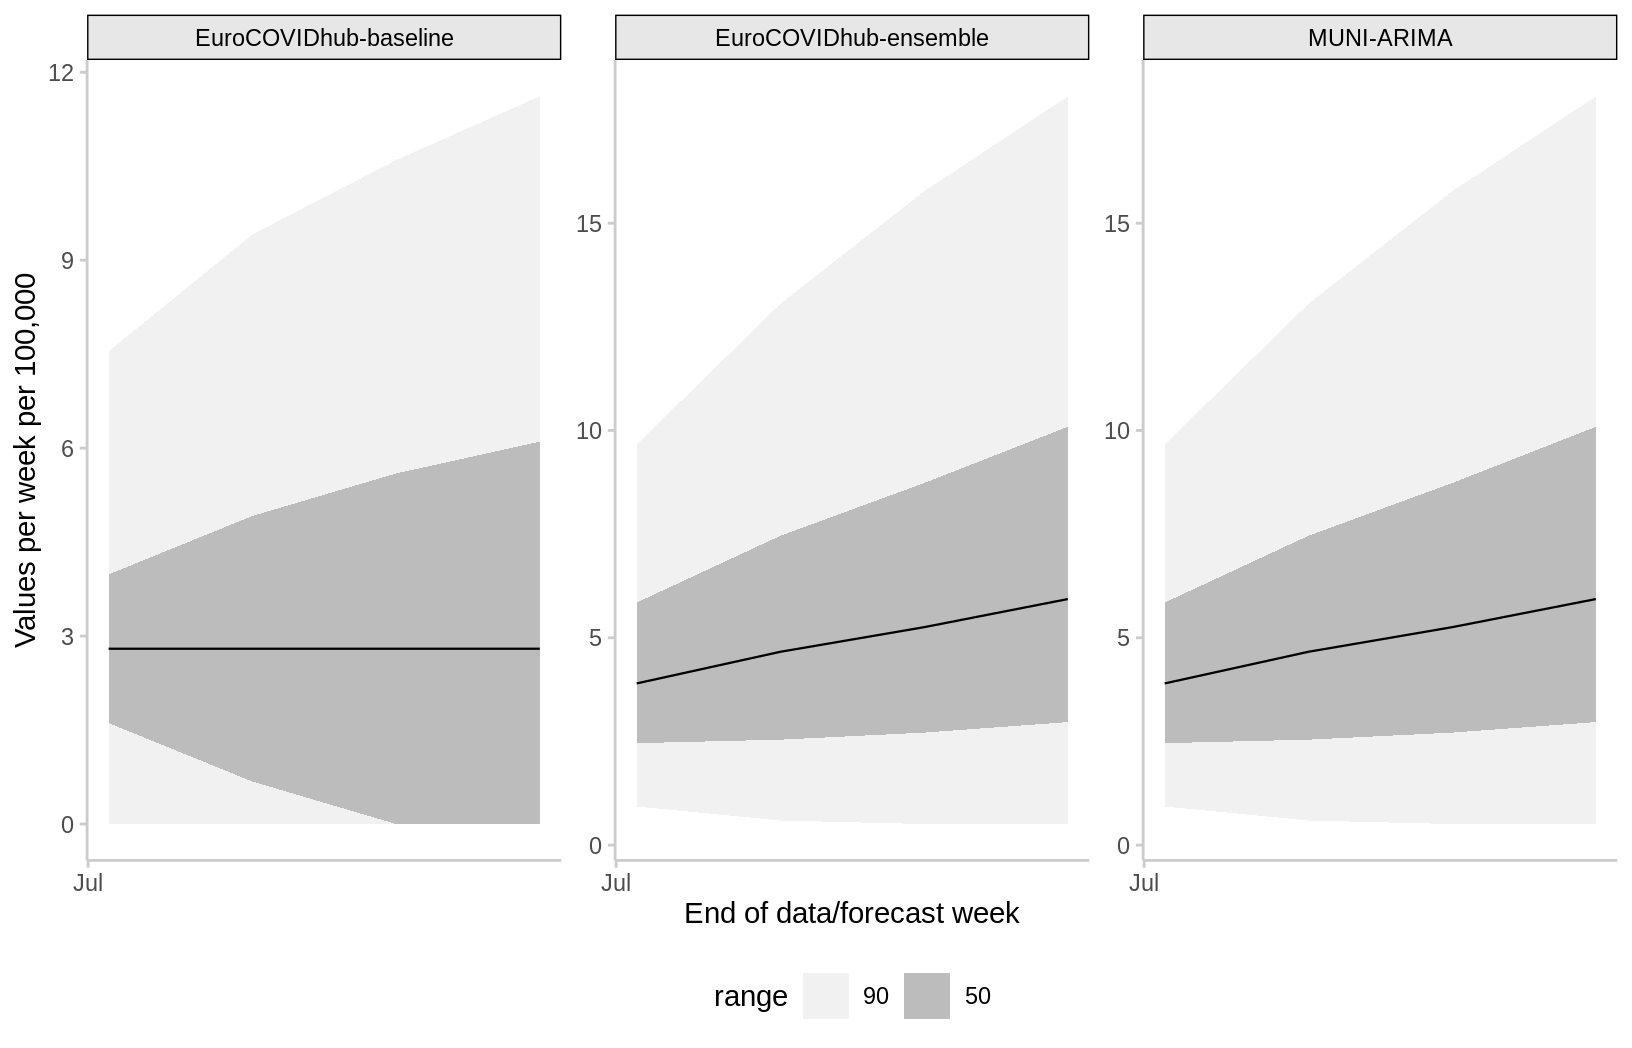 EuroCOVIDhub-baseline
EuroCOVIDhub-ensemble
MUNI-ARIMA
Values per week per 100,000
12
9
6
3
0
15
10
5
0
15
10
5
0
Jul
Jul
Jul
End of data/forecast week
range 90 50